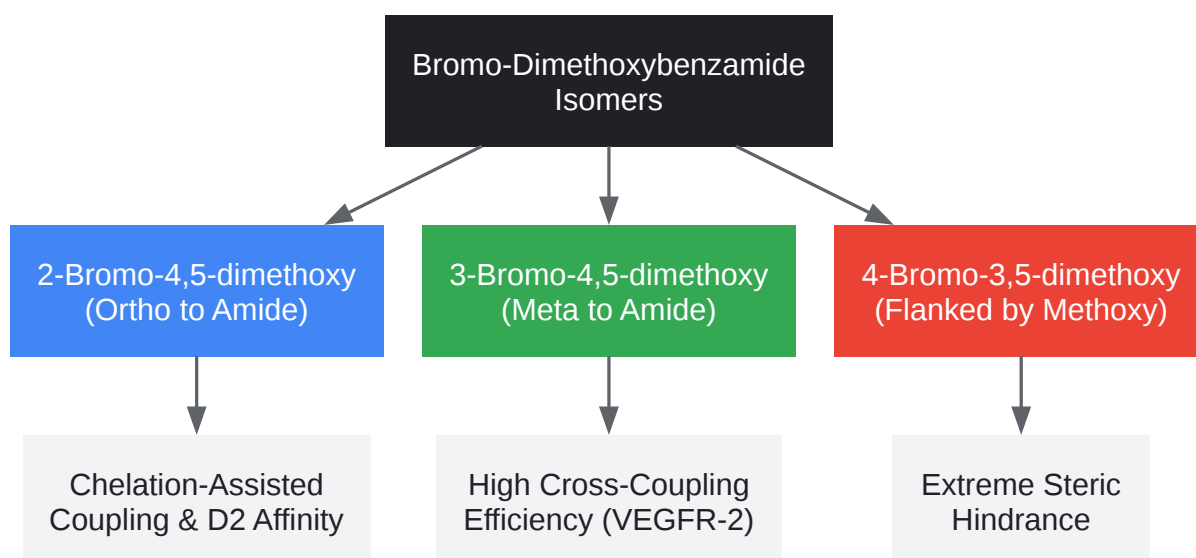 Bromo-Dimethoxybenzamide
Isomers
2-Bromo-4,5-dimethoxy
(Ortho to Amide)
3-Bromo-4,5-dimethoxy
(Meta to Amide)
4-Bromo-3,5-dimethoxy
(Flanked by Methoxy)
Chelation-Assisted
Coupling & D2 Affinity
High Cross-Coupling
Efficiency (VEGFR-2)
Extreme Steric
Hindrance